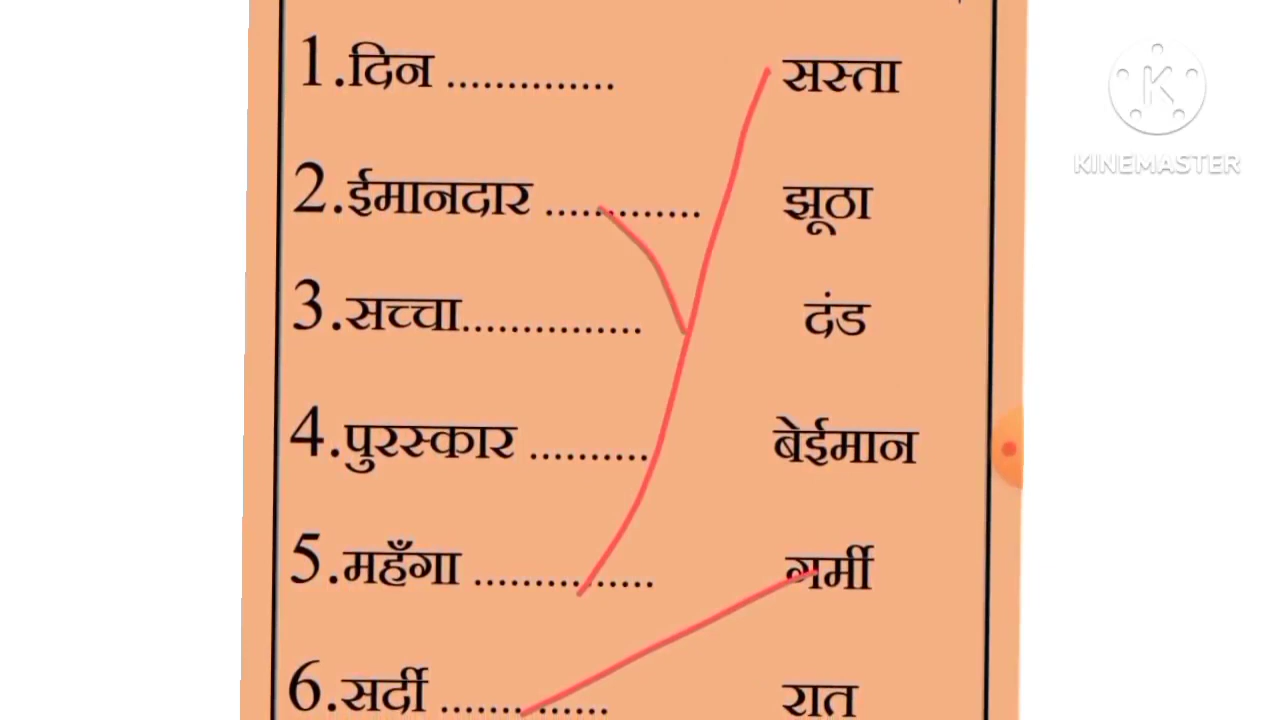 1.दिन .............. सस्ता
2.ईमानदार .............. झूठा
3.सच्चा............... दंड
4.पुरस्कार .......... बेईमान
5.महँगा ............... गर्मी
6.सर्दी .............. रात
KINEMASTER